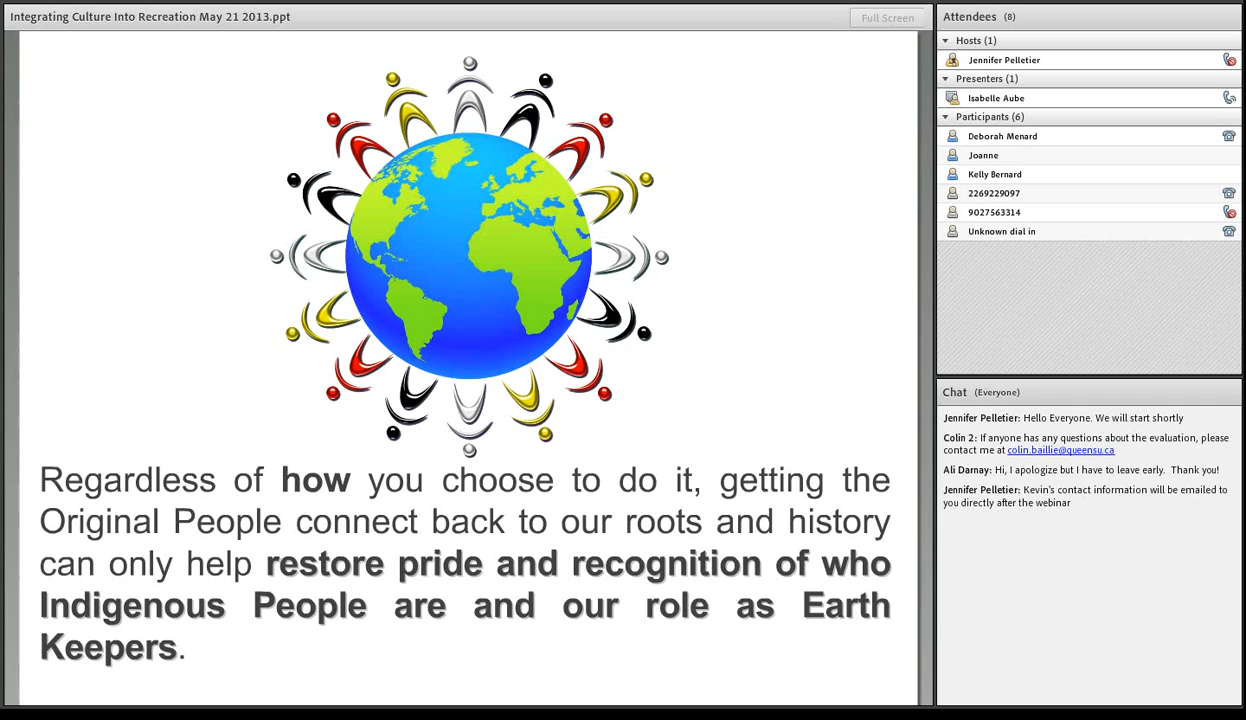 Integrating Culture Into Recreation May 21 2013.ppt
Full Screen
Regardless of how you choose to do it, getting the
Original People connect back to our roots and history
can only help restore pride and recognition of who
Indigenous People are and our role as Earth
Keepers.
Attendees (8)
Hosts (1)
Jennifer Pelletier
Presenters (1)
Isabelle Aube
Participants (6)
Deborah Menard
Joanne
Kelly Bernard
2269229097
9027563314
Unknown dial in
Chat (Everyone)
Jennifer Pelletier: Hello Everyone. We will start shortly
Colin 2: If anyone has any questions about the evaluation, please
contact me at colin.baillie@queensu.ca
Ali Darnay: Hi, I apologize but I have to leave early. Thank you!
Jennifer Pelletier: Kevin's contact information will be emailed to
you directly after the webinar